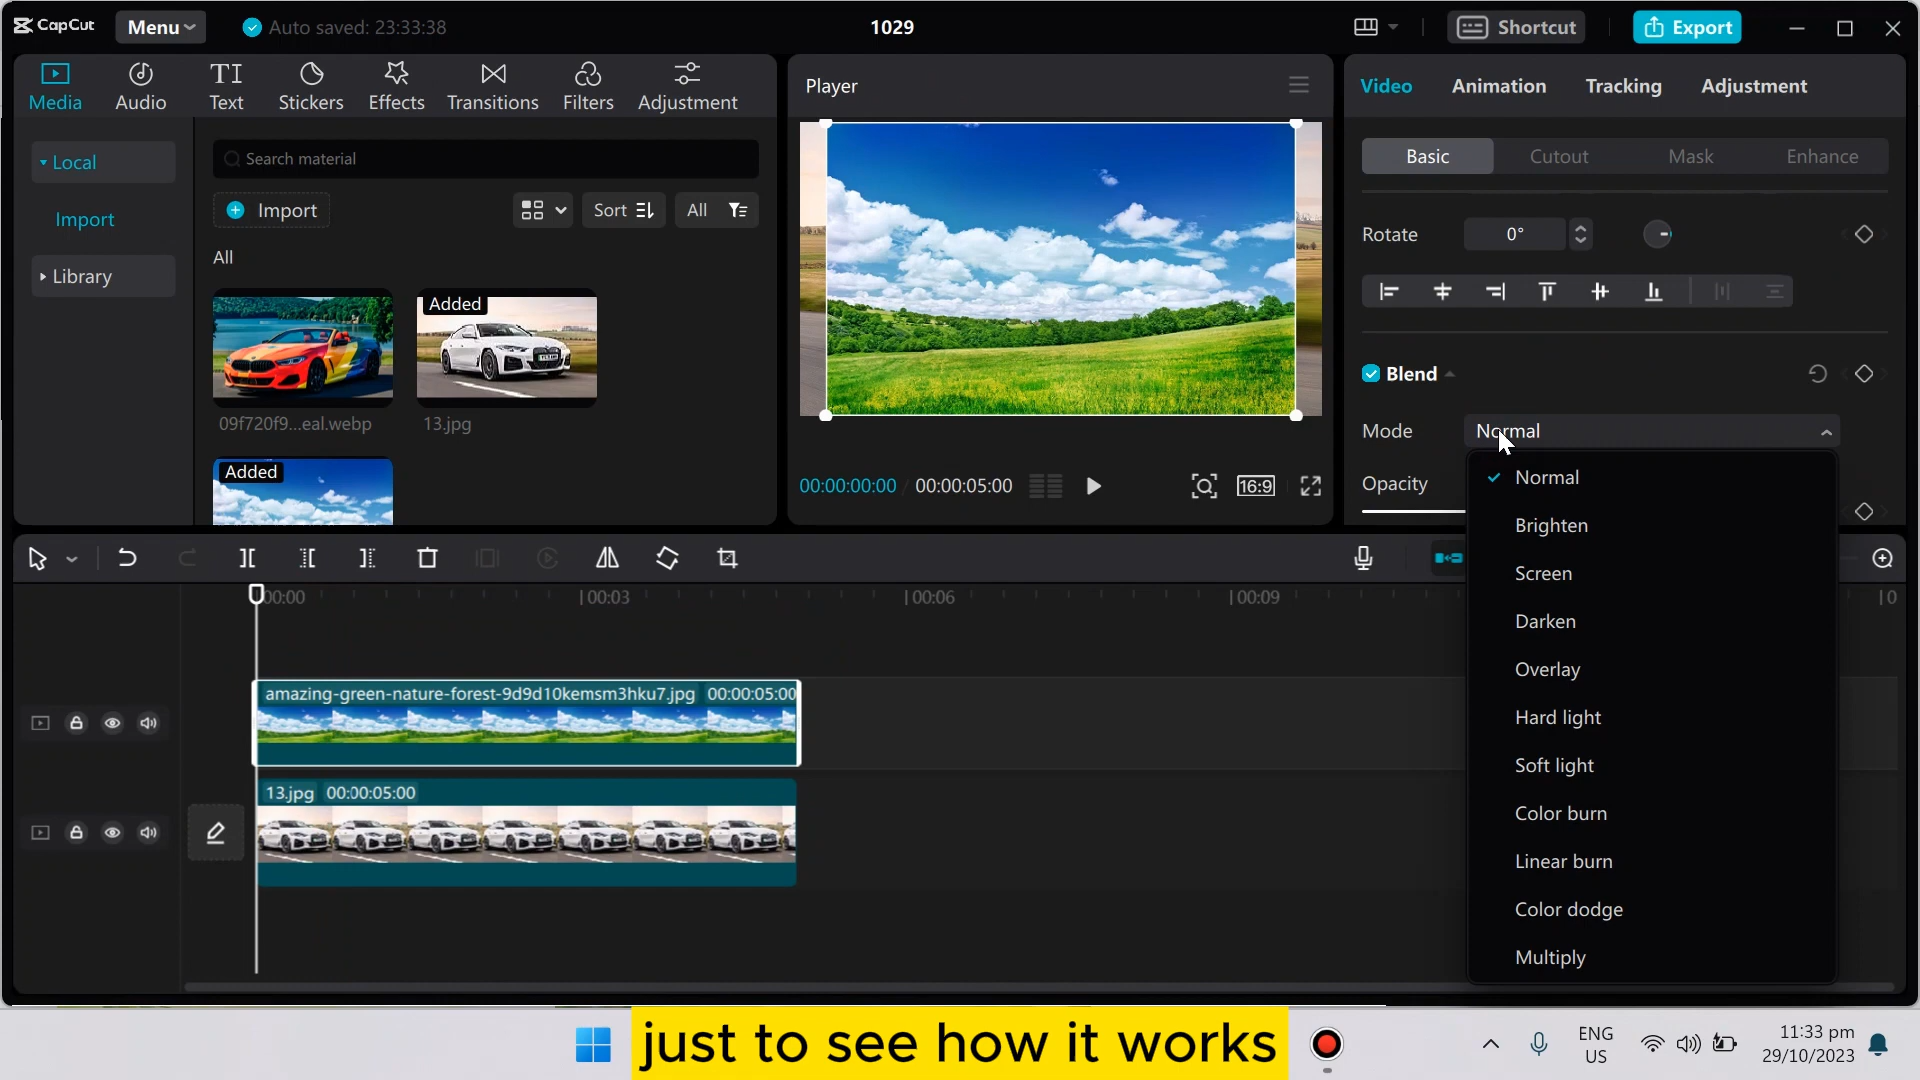 CapCut
Menu
Auto saved: 23:33:38
1029
Shortcut
Export
Media
Audio
TI
Text
Stickers
Effects
Transitions
Filters
Adjustment
Local
Import
Library
Search material
Import
Sort
All
All
Added
09f720f9...eal.webp
13.jpg
Added
Player
00:00:00:00 / 00:00:05:00
16:9
Video
Animation
Tracking
Adjustment
Basic
Cutout
Mask
Enhance
Rotate
0°
Blend
Mode
Normal
Opacity
Normal
Brighten
Screen
Darken
Overlay
Hard light
Soft light
Color burn
Linear burn
Color dodge
Multiply
00:00
00:03
00:06
00:09
0
amazing-green-nature-forest-9d9d10kemsm3hku7.jpg 00:00:05:00
13.jpg 00:00:05:00
just to see how it works
ENG
US
11:33 pm
29/10/2023